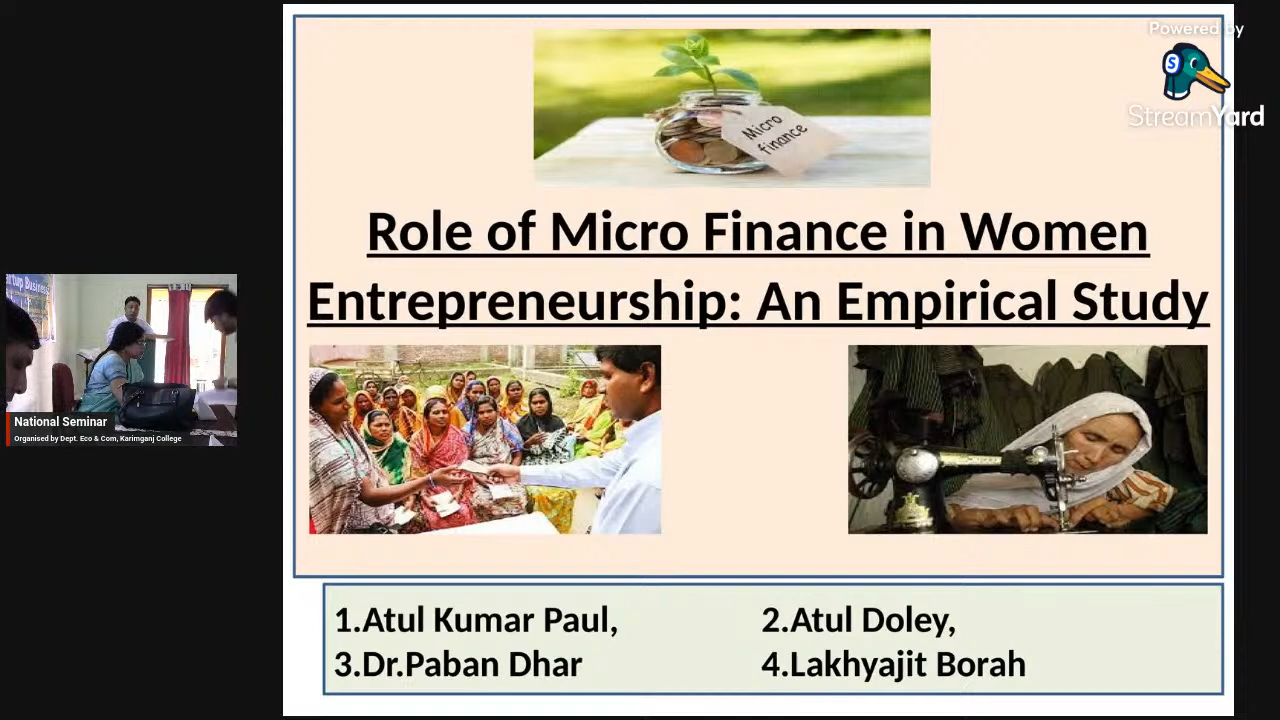 Powered by
StreamYard
Micro
finance
Role of Micro Finance in Women
Entrepreneurship: An Empirical Study
Startup Business
National Seminar
Organised by Dept. Eco & Com, Karimganj College
1.Atul Kumar Paul,
2.Atul Doley,
3.Dr.Paban Dhar
4.Lakhyajit Borah